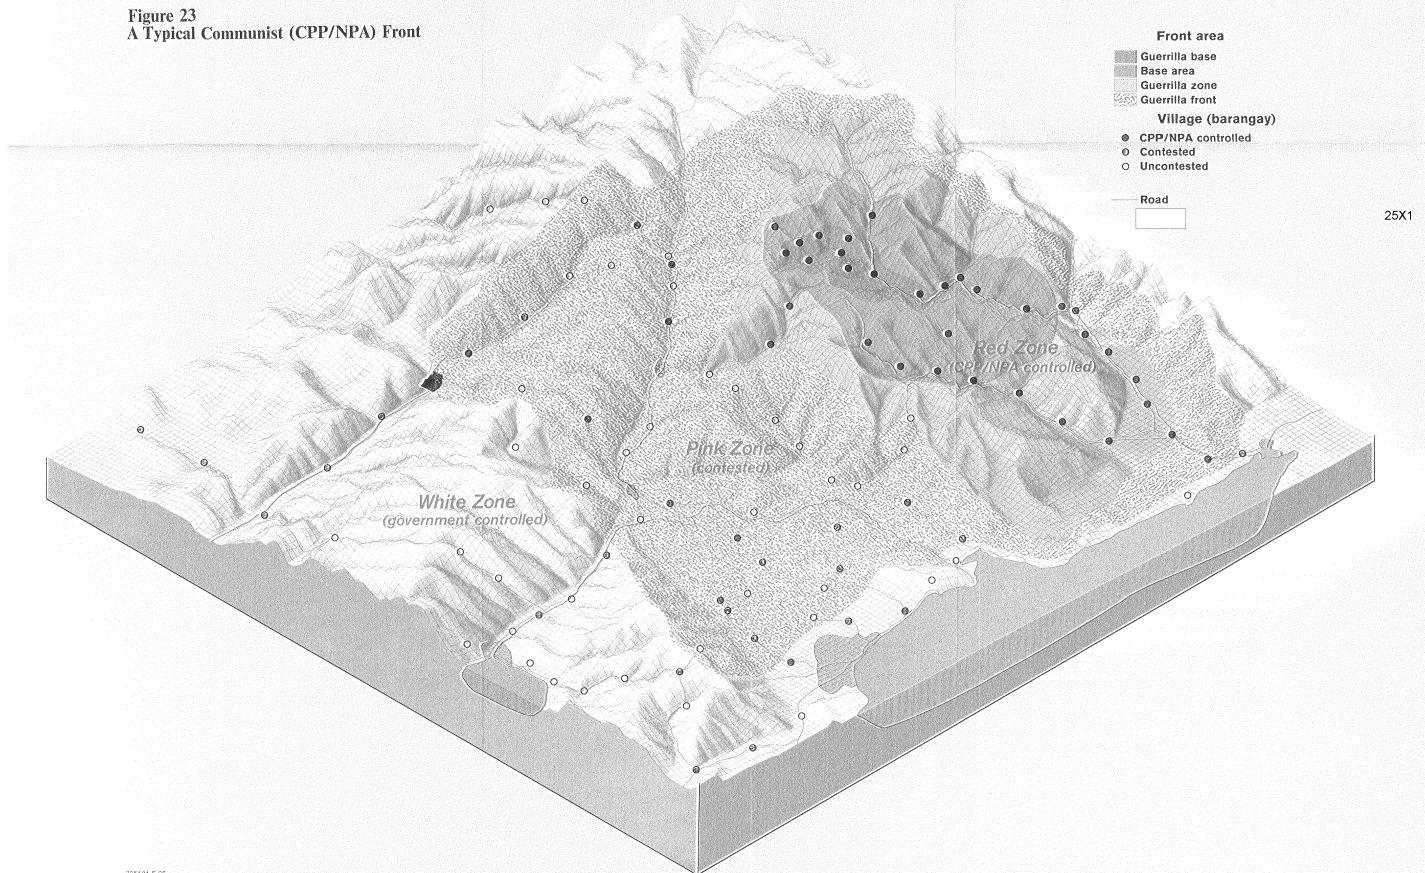 Figure 23
A Typical Communist (CPP/NPA) Front
Front area
Guerrilla base
Base area
Guerrilla zone
Guerrilla front
Village (barangay)
CPP/NPA controlled
Contested
Uncontested
Road
25X1
Red Zone
(CPP/NPA controlled)
Pink Zone
(contested)
White Zone
(government controlled)